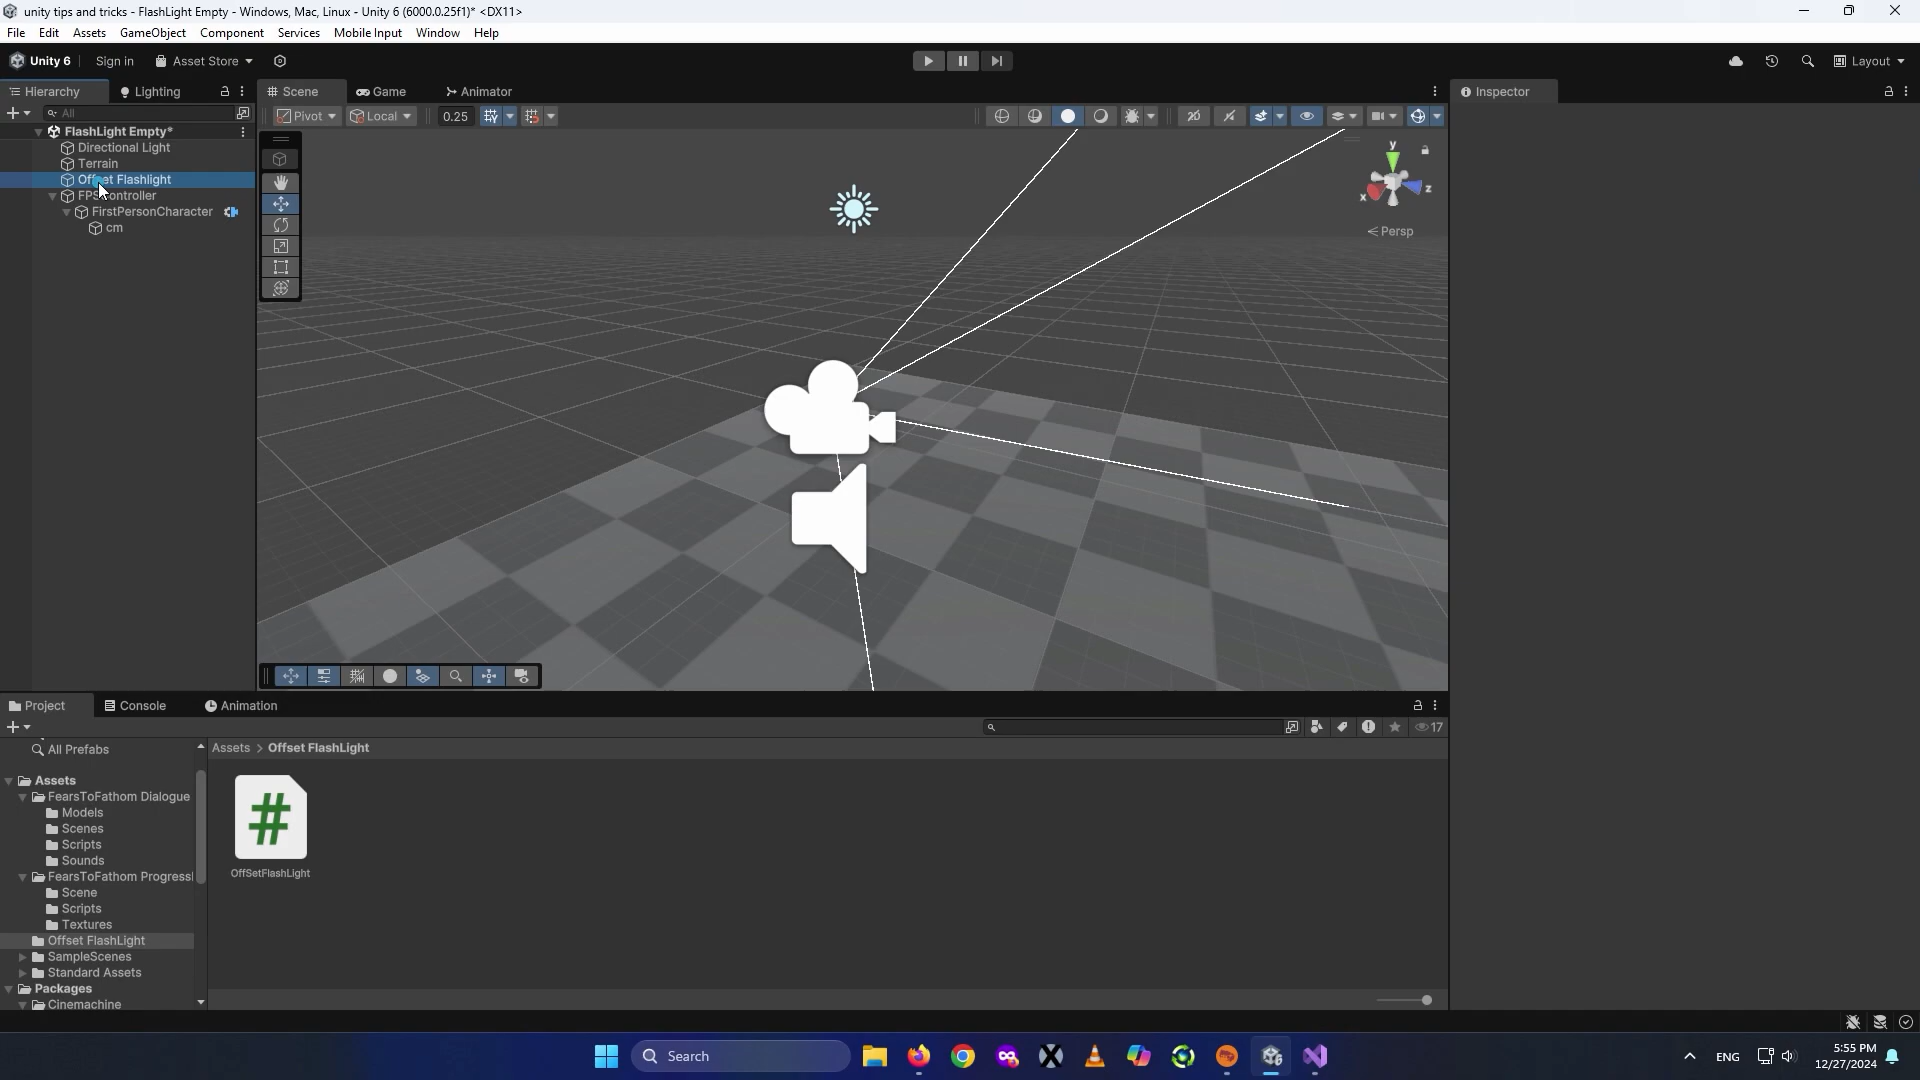 unity tips and tricks - FlashLight Empty - Windows, Mac, Linux - Unity 6 (6000.0.25f1)* <DX11>
File Edit Assets GameObject Component Services Mobile Input Window Help
Unity 6 Sign in Asset Store Layout
Hierarchy Lighting Scene Game Animator Inspector
All Pivot Local 0.25 2D
FlashLight Empty*
Directional Light
Terrain
Offset Flashlight
FPSController
FirstPersonCharacter
cm
y
x z
Persp
Project Console Animation
17
All Prefabs
Assets > Offset FlashLight
Assets
FearsToFathom Dialogue
Models
Scenes
Scripts
Sounds
FearsToFathom Progressi
Scene
Scripts
Textures
Offset FlashLight
SampleScenes
Standard Assets
Packages
Cinemachine
#
OffSetFlashLight
Search
ENG
5:55 PM
12/27/2024